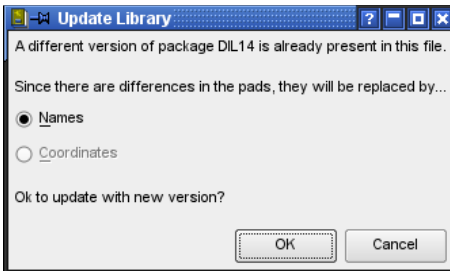 Update Library
A different version of package DIL14 is already present in this file.
Since there are differences in the pads, they will be replaced by...
Names
Coordinates
Ok to update with new version?
OK Cancel